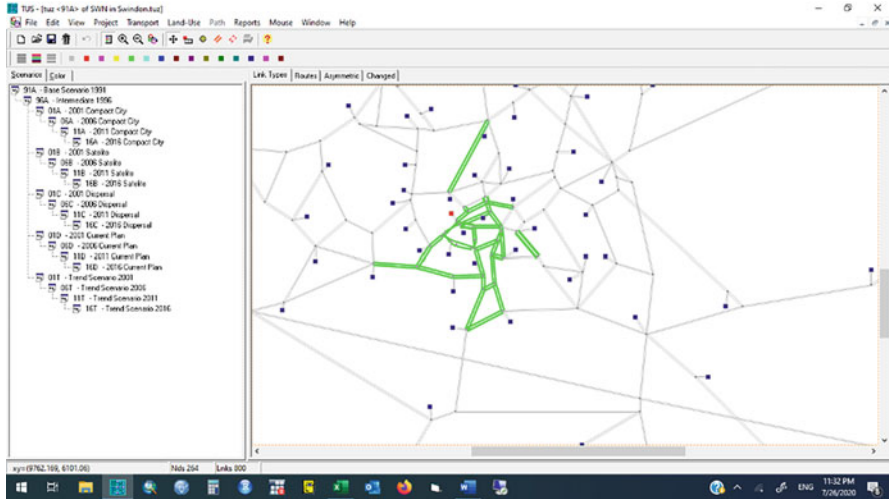 TUS - [tuz <91A> of SWN in Swindon.tuz]
File Edit View Project Transport Land-Use Path Reports Mouse Window Help
Scenarios Color
Link Types Routes Asymmetric Changed
91A - Base Scenario 1991
96A - Intermediate 1996
01A - 2001 Compact City
06A - 2006 Compact City
11A - 2011 Compact City
16A - 2016 Compact City
01B - 2001 Satelite
06B - 2006 Satelite
11B - 2011 Satelite
16B - 2016 Satelite
01C - 2001 Dispersal
06C - 2006 Dispersal
11C - 2011 Dispersal
16C - 2016 Dispersal
01D - 2001 Current Plan
06D - 2006 Current Plan
11D - 2011 Current Plan
16D - 2016 Current Plan
01T - Trend Scenario 2001
06T - Trend Scenario 2006
11T - Trend Scenario 2011
16T - Trend Scenario 2016
xy=(9762.169, 6101.06) Nds 264 Lnks 800
ENG 11:32 PM
7/26/2020